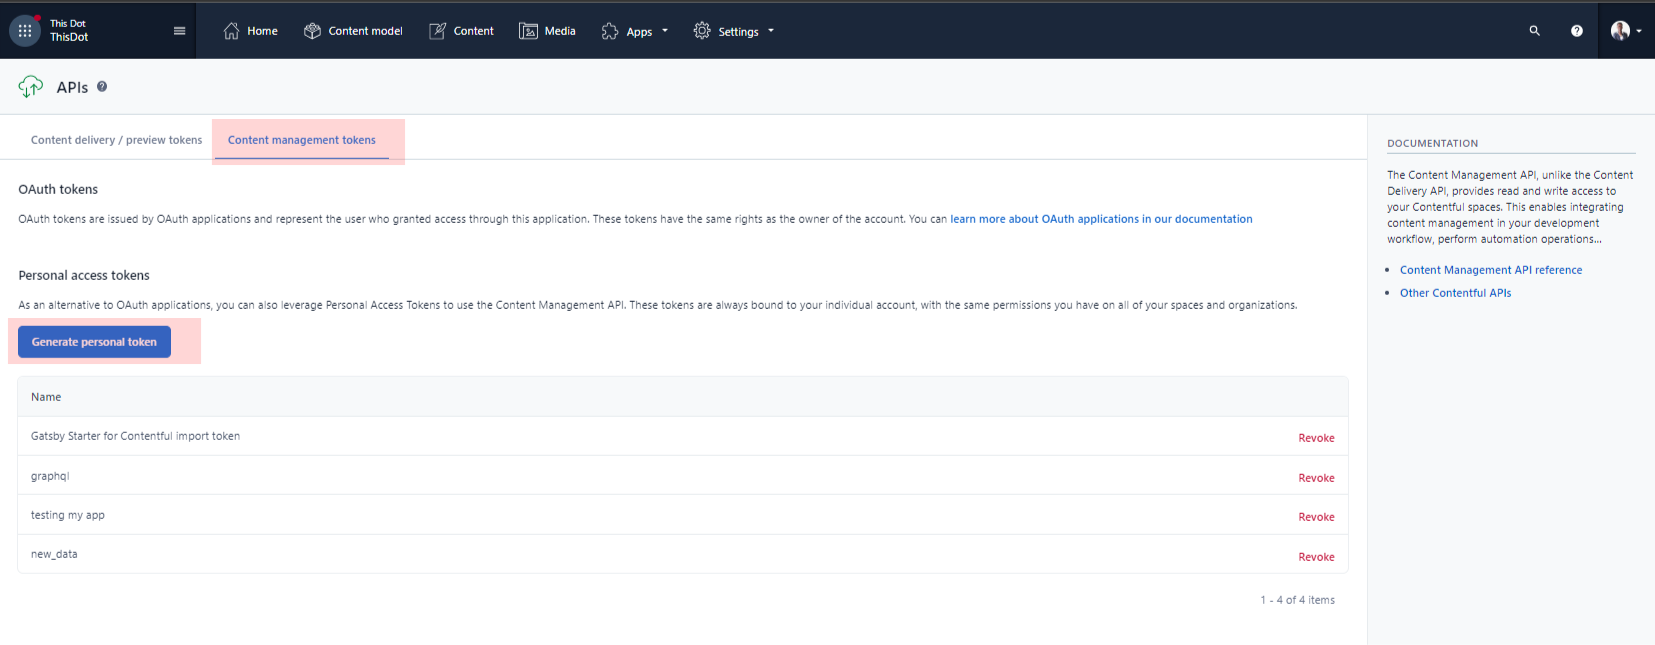 This Dot
ThisDot
Home
Content model
Content
Media
Apps
Settings
APIs
Content delivery / preview tokens
Content management tokens
OAuth tokens
OAuth tokens are issued by OAuth applications and represent the user who granted access through this application. These tokens have the same rights as the owner of the account. You can learn more about OAuth applications in our documentation
Personal access tokens
As an alternative to OAuth applications, you can also leverage Personal Access Tokens to use the Content Management API. These tokens are always bound to your individual account, with the same permissions you have on all of your spaces and organizations.
Generate personal token
Name
Gatsby Starter for Contentful import token
Revoke
graphql
Revoke
testing my app
Revoke
new_data
Revoke
1 - 4 of 4 items
DOCUMENTATION
The Content Management API, unlike the Content
Delivery API, provides read and write access to
your Contentful spaces. This enables integrating
content management in your development
workflow, perform automation operations...
Content Management API reference
Other Contentful APIs